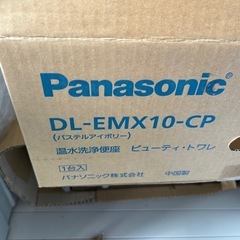 Panasonic
DL-EMX10-CP
(パステルアイボリー)
温水洗浄便座 ビューティ・トワレ
1台入
パナソニック株式会社 中国製